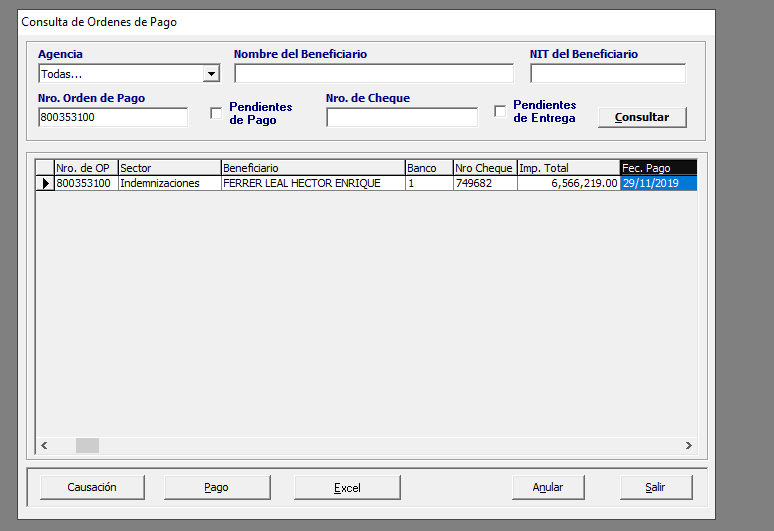 Consulta de Ordenes de Pago
Agencia
Nombre del Beneficiario
NIT del Beneficiario
Todas...
Nro. Orden de Pago
Pendientes
de Pago
Nro. de Cheque
Pendientes
de Entrega
Consultar
800353100
Nro. de OP Sector Beneficiario Banco Nro Cheque Imp. Total Fec. Pago
800353100 Indemnizaciones FERRER LEAL HECTOR ENRIQUE 1 749682 6,566,219.00 29/11/2019
Causación Pago Excel Anular Salir